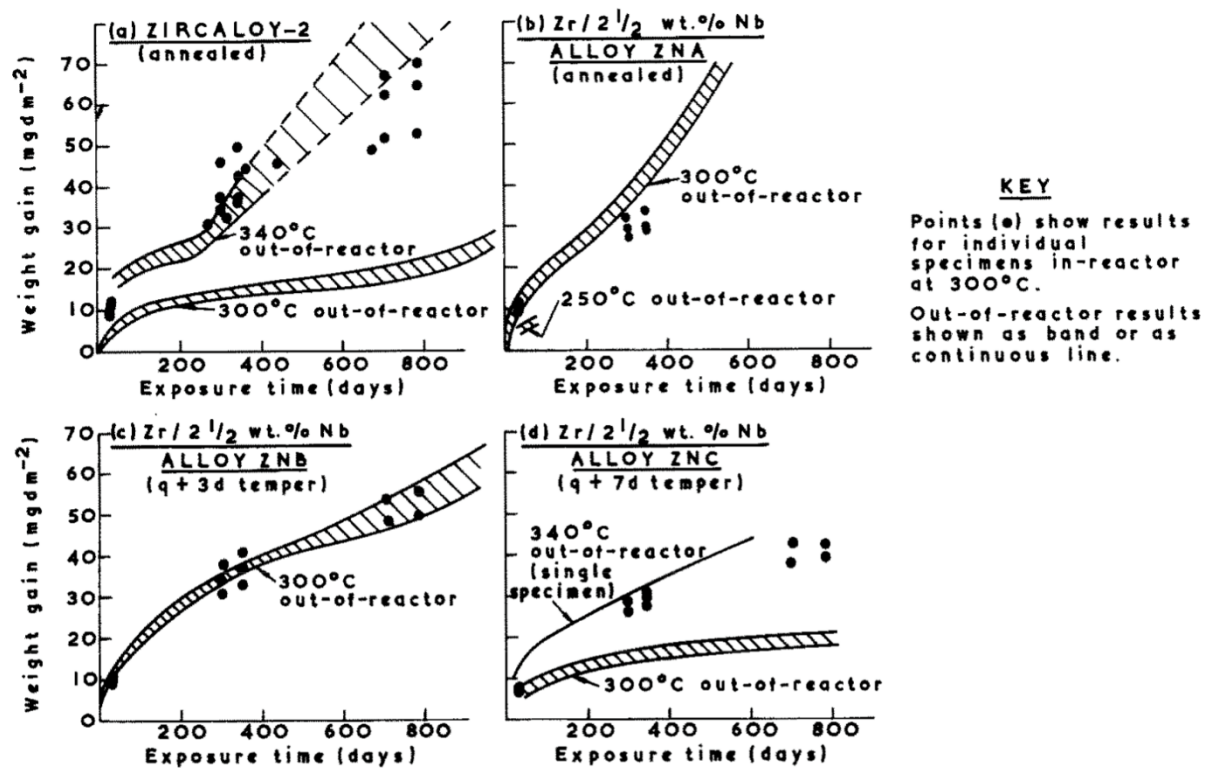 (a) ZIRCALOY-2
(annealed)
Weight gain (mgdm⁻²)
70
60
50
40
30
20
10
0
340°C
out-of-reactor
300°C out-of-reactor
200 400 600 800
Exposure time (days)
(b) Zr/2 1/2 wt.% Nb
ALLOY ZNA
(annealed)
300°C
out-of-reactor
250°C out-of-reactor
0 200 400 600 800
Exposure time (days)
KEY
Points (●) show results
for individual
specimens in-reactor
at 300°C.
Out-of-reactor results
shown as band or as
continuous line.
(c) Zr/2 1/2 wt.% Nb
ALLOY ZNB
(q+3d temper)
Weight gain (mgdm⁻²)
70
60
50
40
30
20
10
0
300°C
out-of-reactor
200 400 600 800
Exposure time (days)
(d) Zr/2 1/2 wt.% Nb
ALLOY ZNC
(q+7d temper)
340°C
out-of-reactor
(single
specimen)
300°C out-of-reactor
0 200 400 600 800
Exposure time (days)